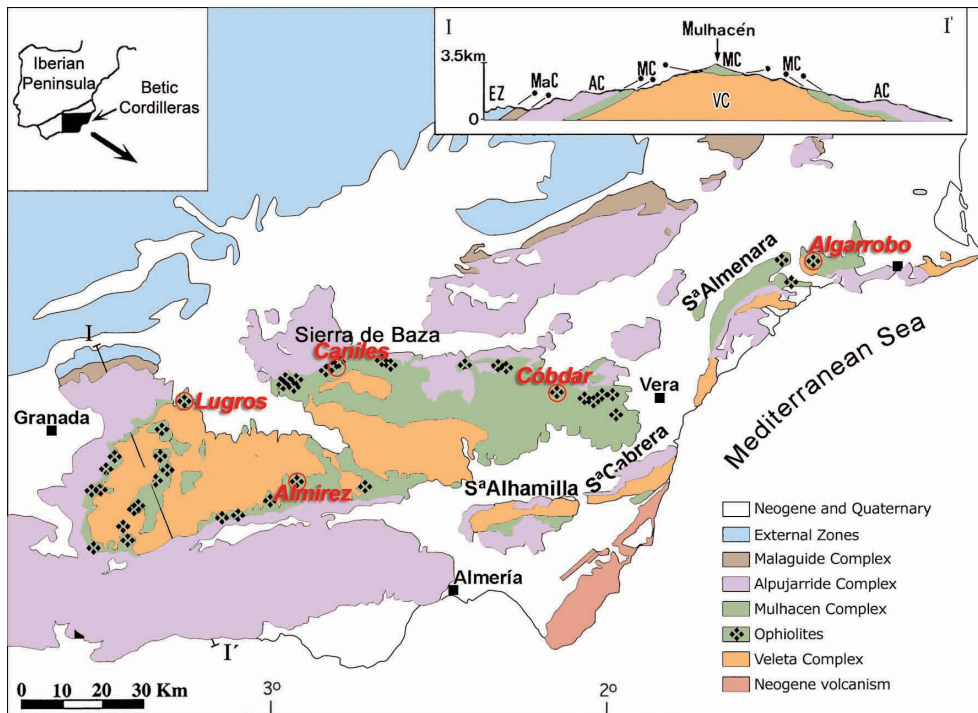 Iberian
Peninsula
Betic
Cordilleras
I
I'
Mulhacén
3.5km
0
EZ
MaC
AC
MC
MC
MC
AC
VC
Algarrobo
SªAlmenara
I
Sierra de Baza
Caniles
Cóbdar
Vera
Lugros
Granada
Mediterranean Sea
Almirez
SªAlhamilla
SªCabrera
Almería
I´
Neogene and Quaternary
External Zones
Malaguide Complex
Alpujarride Complex
Mulhacen Complex
Ophiolites
Veleta Complex
Neogene volcanism
0 10 20 30 Km
3º
2º